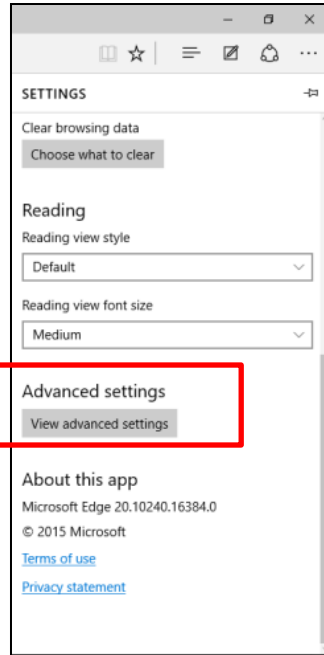 SETTINGS
Clear browsing data
Choose what to clear
Reading
Reading view style
Default
Reading view font size
Medium
Advanced settings
View advanced settings
About this app
Microsoft Edge 20.10240.16384.0
© 2015 Microsoft
Terms of use
Privacy statement